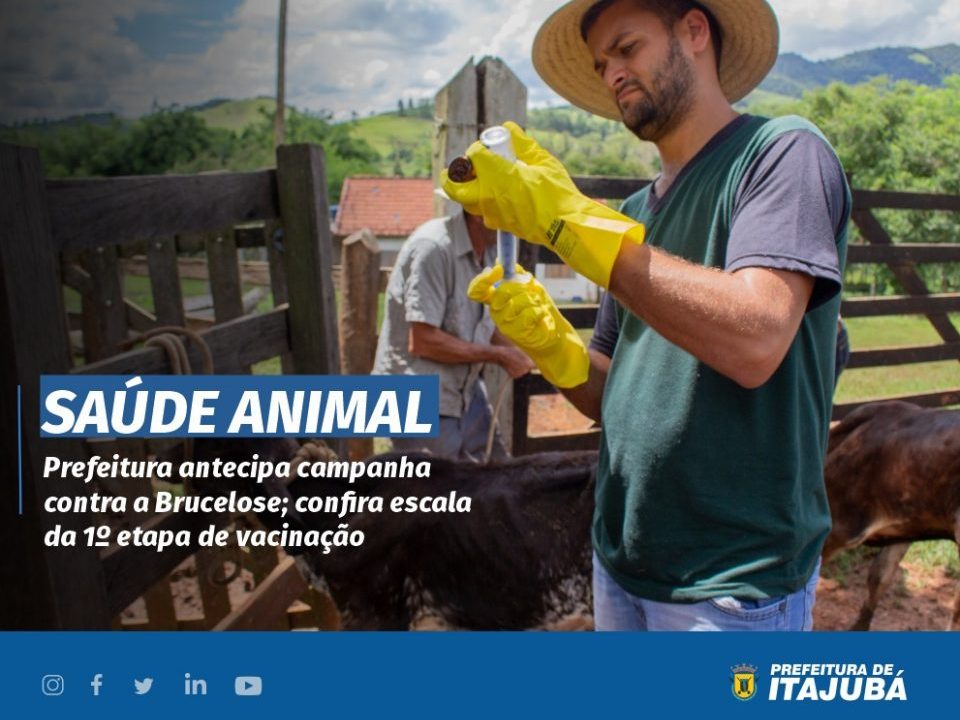 SAÚDE ANIMAL
Prefeitura antecipa campanha
contra a Brucelose; confira escala
da 1º etapa de vacinação
PREFEITURA DE
ITAJUBÁ